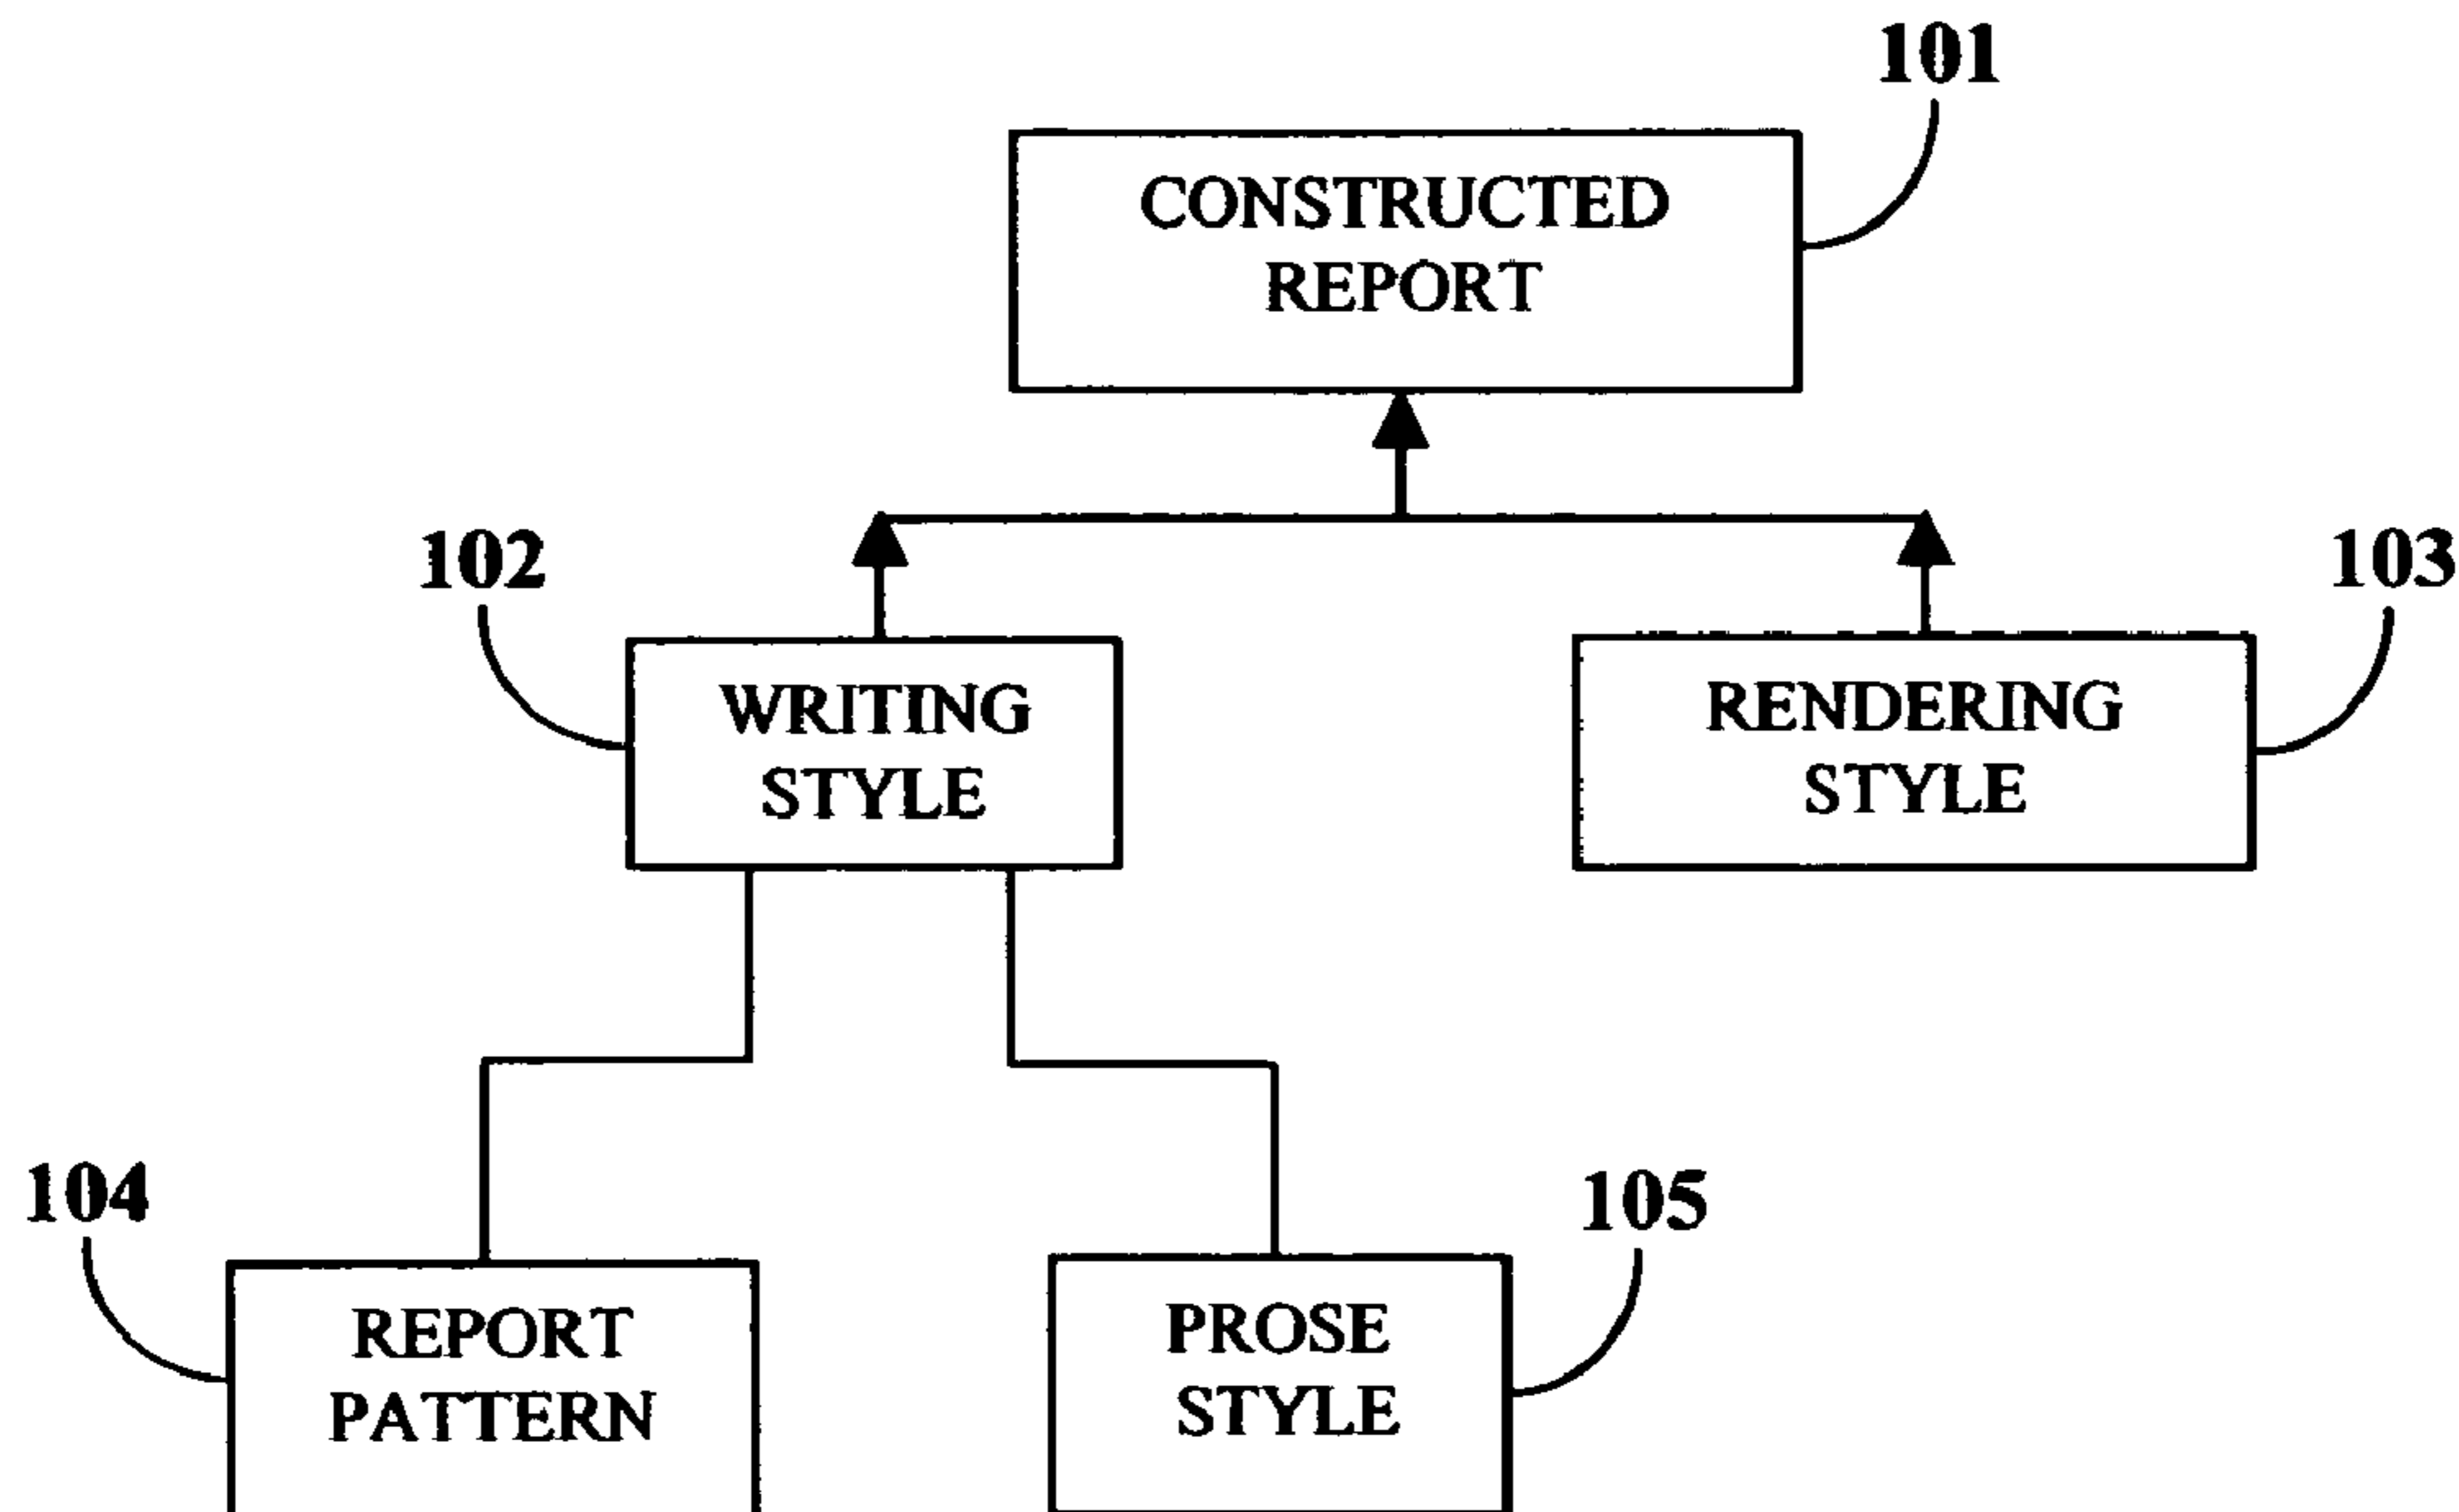 101
CONSTRUCTED
REPORT
102
103
WRITING
STYLE
RENDERING
STYLE
104
105
REPORT
PATTERN
PROSE
STYLE